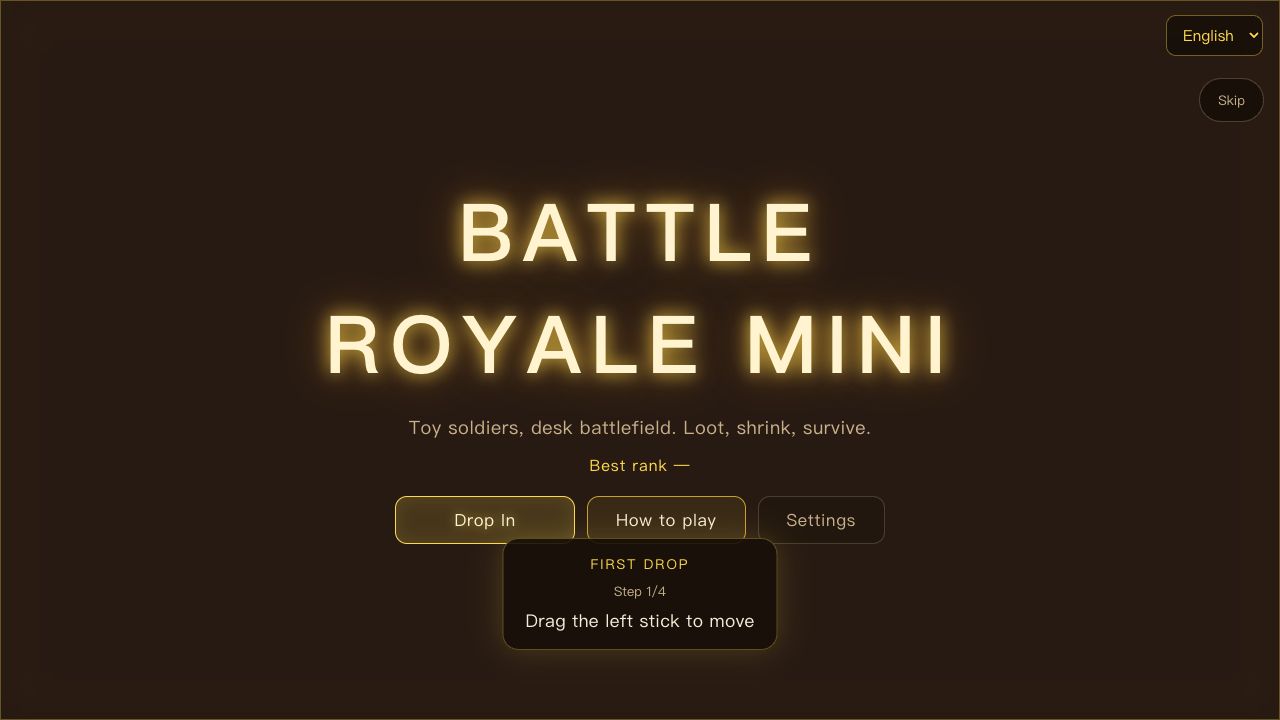 English
Skip
BATTLE
ROYALE MINI
Toy soldiers, desk battlefield. Loot, shrink, survive.
Best rank —
Drop In
How to play
Settings
FIRST DROP
Step 1/4
Drag the left stick to move